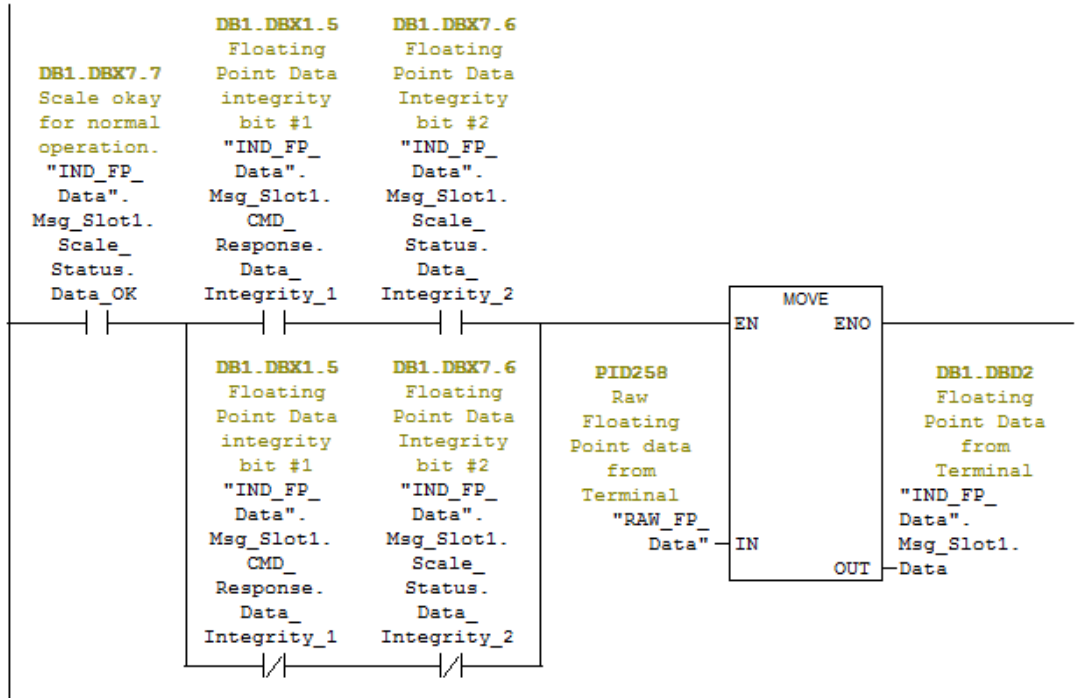 DB1.DBX7.7
Scale okay
for normal
operation.
"IND_FP_
Data".
Msg_Slot1.
Scale_
Status.
Data_OK
DB1.DBX1.5
Floating
Point Data
integrity
bit #1
"IND_FP_
Data".
Msg_Slot1.
CMD_
Response.
Data_
Integrity_1
DB1.DBX7.6
Floating
Point Data
Integrity
bit #2
"IND_FP_
Data".
Msg_Slot1.
Scale_
Status.
Data_
Integrity_2
DB1.DBX1.5
Floating
Point Data
integrity
bit #1
"IND_FP_
Data".
Msg_Slot1.
CMD_
Response.
Data_
Integrity_1
DB1.DBX7.6
Floating
Point Data
Integrity
bit #2
"IND_FP_
Data".
Msg_Slot1.
Scale_
Status.
Data_
Integrity_2
PID258
Raw
Floating
Point data
from
Terminal
"RAW_FP_
Data"
MOVE
EN ENO
IN
OUT
DB1.DBD2
Floating
Point Data
from
Terminal
"IND_FP_
Data".
Msg_Slot1.
Data